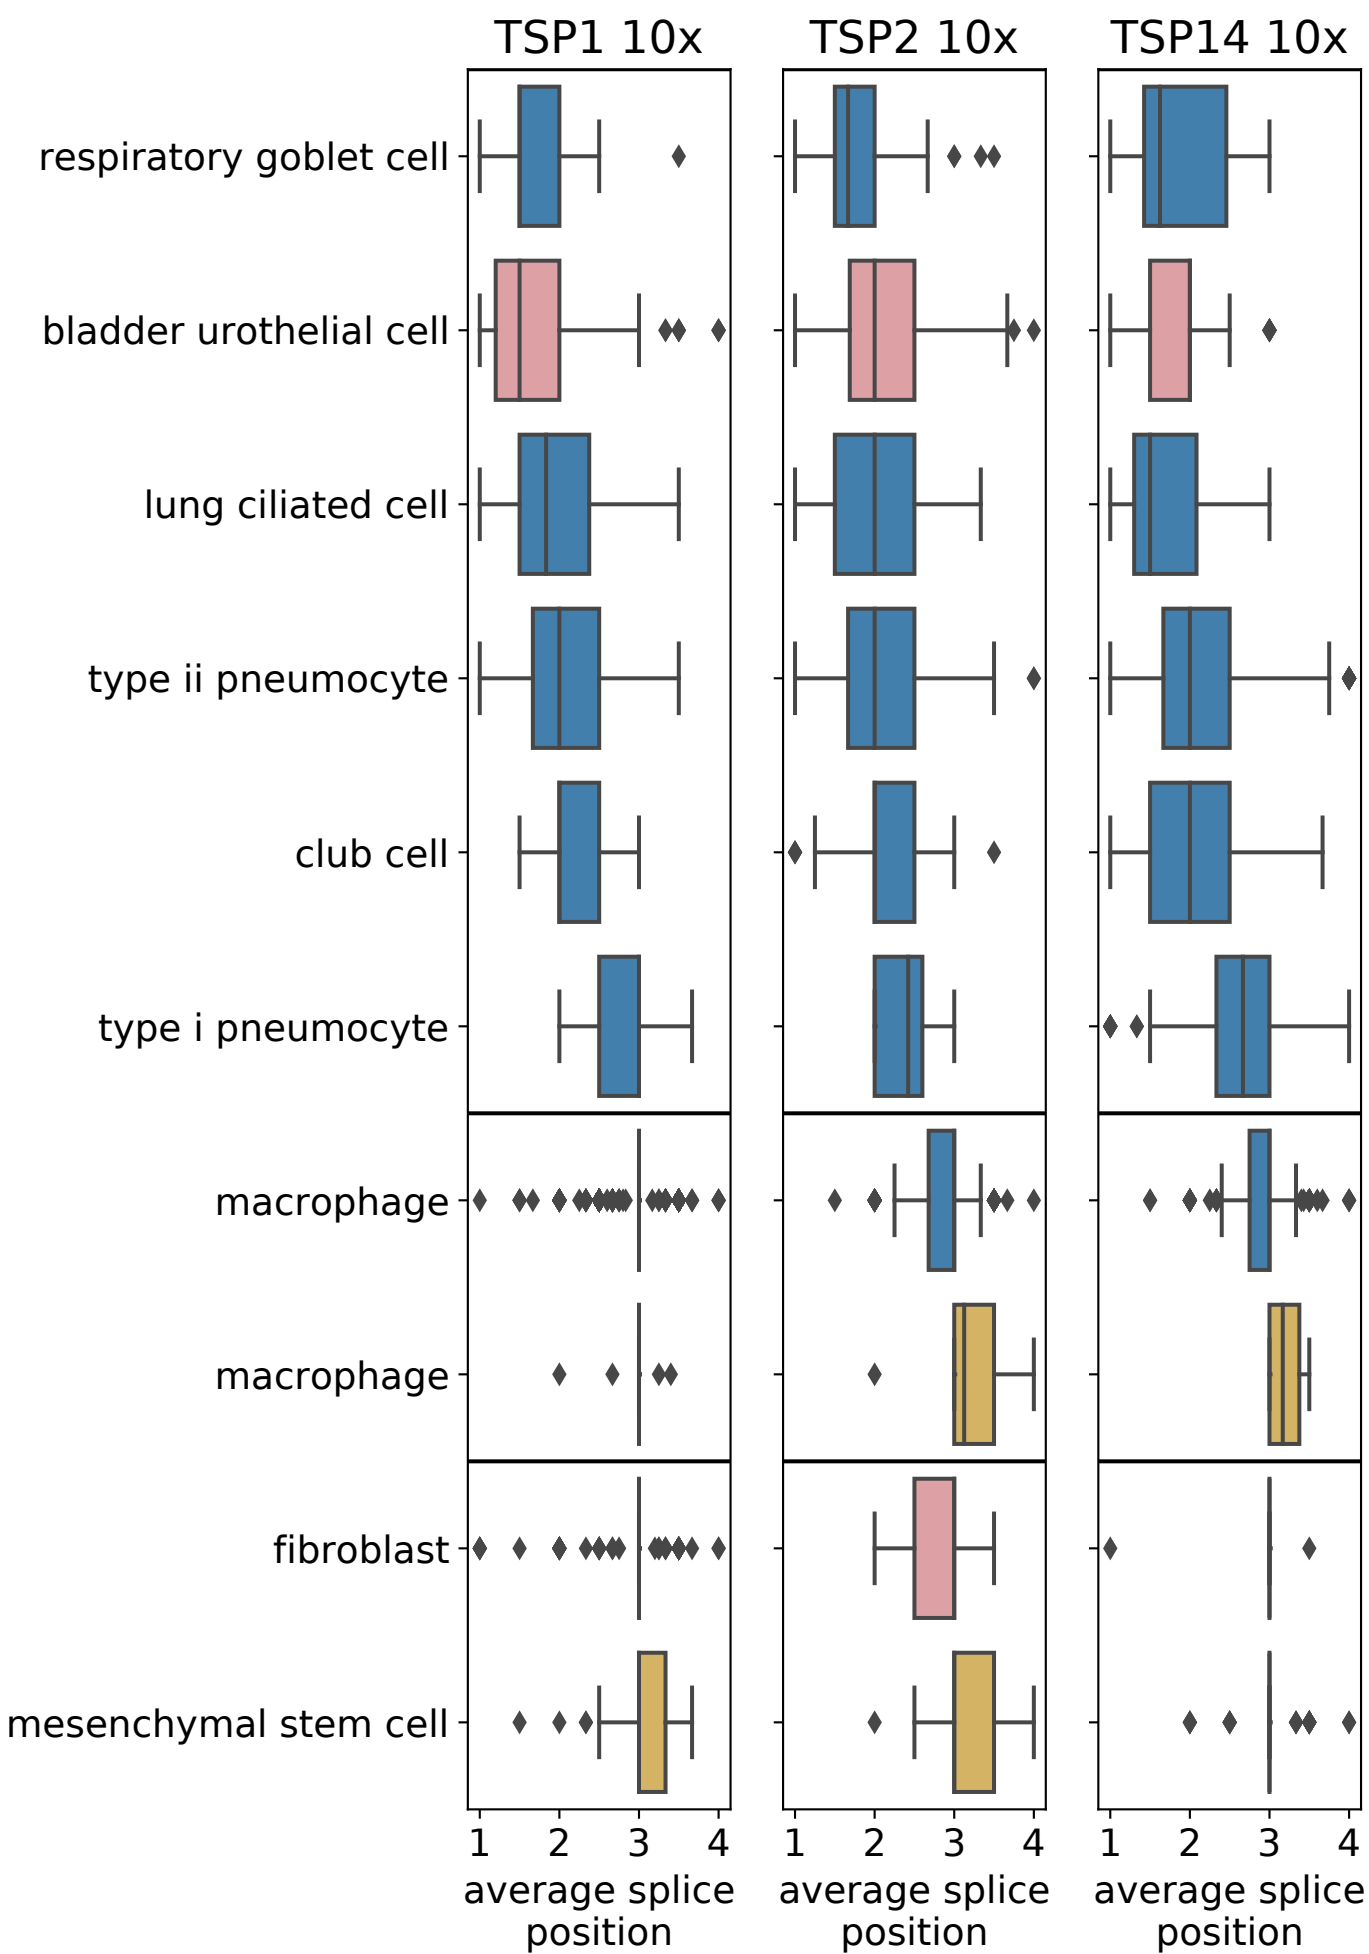 TSP1 10x
TSP2 10x
TSP14 10x
respiratory goblet cell
bladder urothelial cell
lung ciliated cell
type ii pneumocyte
club cell
type i pneumocyte
macrophage
macrophage
fibroblast
mesenchymal stem cell
1 2 3 4
1 2 3 4
1 2 3 4
average splice
position
average splice
position
average splice
position